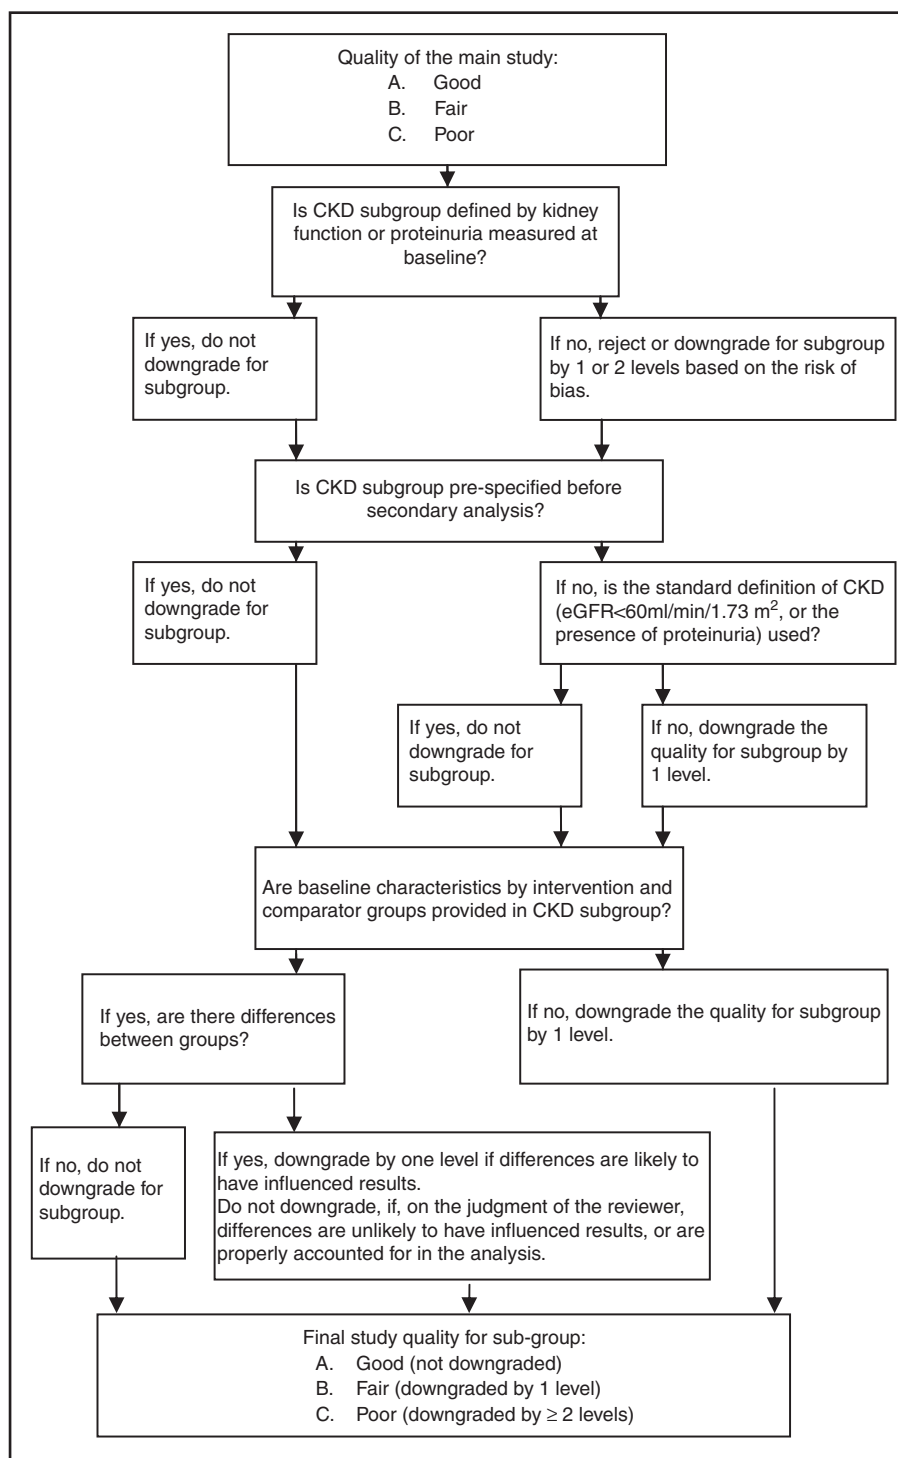 Quality of the main study:
A. Good
B. Fair
C. Poor
Is CKD subgroup defined by kidney
function or proteinuria measured at
baseline?
If yes, do not
downgrade for
subgroup.
If no, reject or downgrade for subgroup
by 1 or 2 levels based on the risk of
bias.
Is CKD subgroup pre-specified before
secondary analysis?
If yes, do not
downgrade for
subgroup.
If no, is the standard definition of CKD
(eGFR<60ml/min/1.73 m², or the
presence of proteinuria) used?
If yes, do not
downgrade for
subgroup.
If no, downgrade the
quality for subgroup by
1 level.
Are baseline characteristics by intervention and
comparator groups provided in CKD subgroup?
If yes, are there differences
between groups?
If no, downgrade the quality for subgroup
by 1 level.
If no, do not
downgrade for
subgroup.
If yes, downgrade by one level if differences are likely to
have influenced results.
Do not downgrade, if, on the judgment of the reviewer,
differences are unlikely to have influenced results, or are
properly accounted for in the analysis.
Final study quality for sub-group:
A. Good (not downgraded)
B. Fair (downgraded by 1 level)
C. Poor (downgraded by ≥ 2 levels)